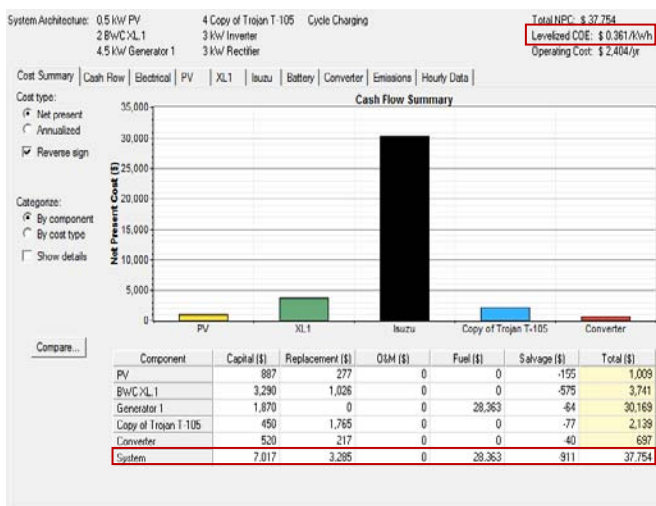 System Architecture: 0.5 kW PV 4 Copy of Trojan T-105 Cycle Charging Total NPC: $ 37,754
2 BWC XL.1 3 kW Inverter Levelized COE: $ 0.361/kWh
4.5 kW Generator 1 3 kW Rectifier Operating Cost: $ 2,404/yr
Cost Summary Cash Flow Electrical PV XL1 Isuzu Battery Converter Emissions Hourly Data
Cost type:
Net present
Annualized
Reverse sign
Categorize:
By component
By cost type
Show details
Compare...
Cash Flow Summary
Net Present Cost ($)
35,000
30,000
25,000
20,000
15,000
10,000
5,000
0
PV XL1 Isuzu Copy of Trojan T-105 Converter
Component Capital ($) Replacement ($) O&M ($) Fuel ($) Salvage ($) Total ($)
PV 887 277 0 0 -155 1,009
BWC XL.1 3,290 1,026 0 0 -575 3,741
Generator 1 1,870 0 0 28,363 -64 30,169
Copy of Trojan T-105 450 1,765 0 0 -77 2,139
Converter 520 217 0 0 -40 697
System 7,017 3,285 0 28,363 -911 37,754